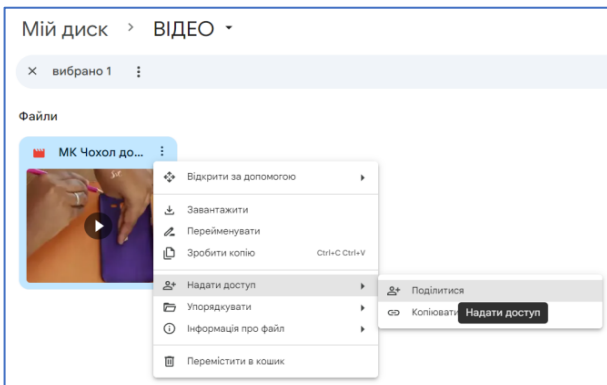 Мій диск > ВІДЕО
× вибрано 1
Файли
МК Чохол до...
Відкрити за допомогою
Завантажити
Перейменувати
Зробити копію Ctrl+C Ctrl+V
Надати доступ
Поділитися
Упорядкувати
Копіювати
Надати доступ
Інформація про файл
Перемістити в кошик